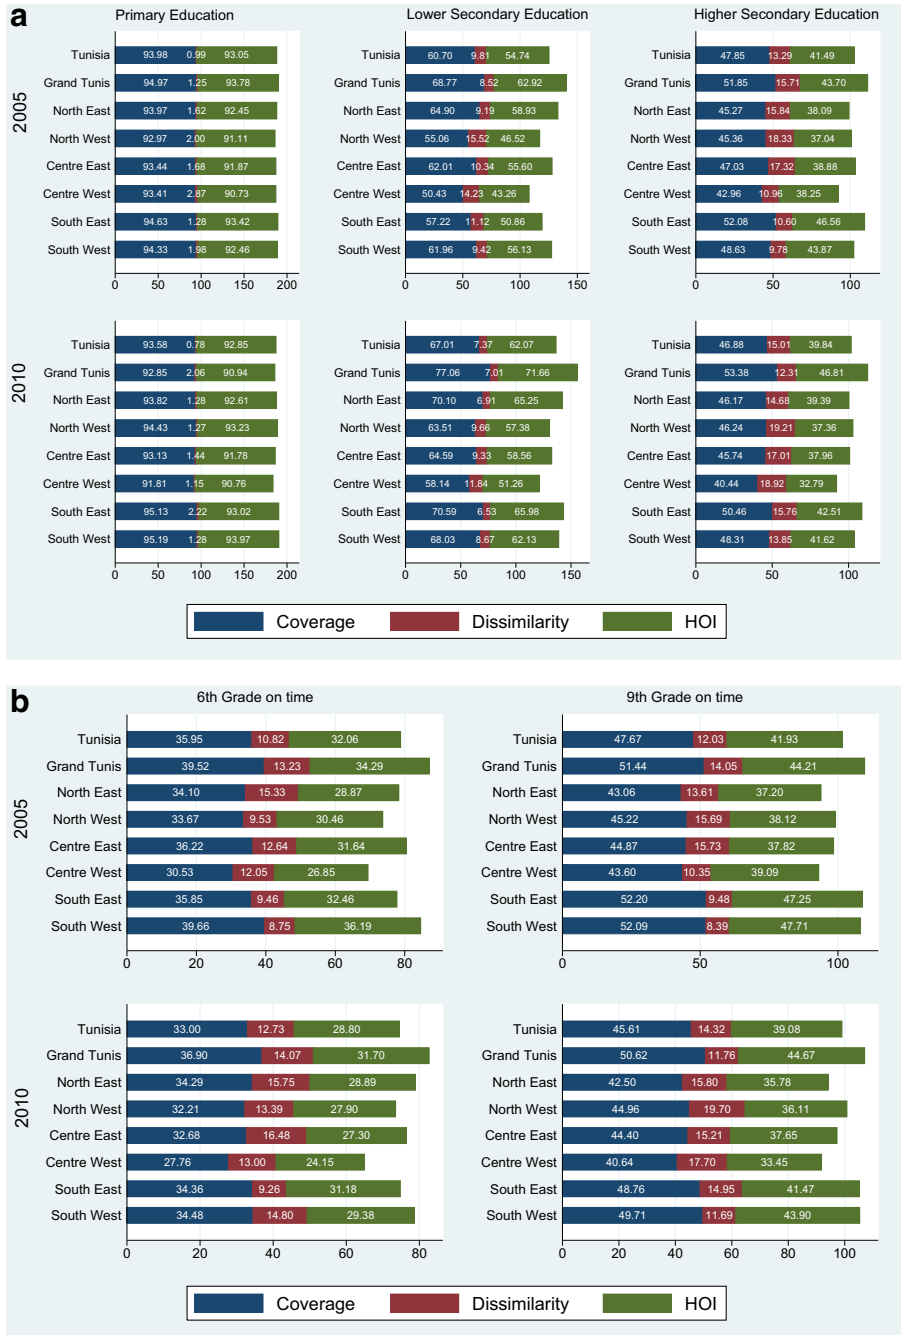 a
Primary Education
Lower Secondary Education
Higher Secondary Education
2005
Tunisia 93.98 0.99 93.05
Grand Tunis 94.97 1.25 93.78
North East 93.97 1.62 92.45
North West 92.97 2.00 91.11
Centre East 93.44 1.68 91.87
Centre West 93.41 2.87 90.73
South East 94.63 1.28 93.42
South West 94.33 1.98 92.46
0 50 100 150 200
Tunisia 60.70 9.81 54.74
Grand Tunis 68.77 8.52 62.92
North East 64.90 9.19 58.93
North West 55.06 15.52 46.52
Centre East 62.01 10.34 55.60
Centre West 50.43 14.23 43.26
South East 57.22 11.12 50.86
South West 61.96 9.42 56.13
0 50 100 150
Tunisia 47.85 13.29 41.49
Grand Tunis 51.85 15.71 43.70
North East 45.27 15.84 38.09
North West 45.36 18.33 37.04
Centre East 47.03 17.32 38.88
Centre West 42.96 10.96 38.25
South East 52.08 10.60 46.56
South West 48.63 9.78 43.87
0 50 100
2010
Tunisia 93.58 0.78 92.85
Grand Tunis 92.85 2.06 90.94
North East 93.82 1.28 92.61
North West 94.43 1.27 93.23
Centre East 93.13 1.44 91.78
Centre West 91.81 1.15 90.76
South East 95.13 2.22 93.02
South West 95.19 1.28 93.97
0 50 100 150 200
Tunisia 67.01 7.37 62.07
Grand Tunis 77.06 7.01 71.66
North East 70.10 6.91 65.25
North West 63.51 9.66 57.38
Centre East 64.59 9.33 58.56
Centre West 58.14 11.84 51.26
South East 70.59 6.53 65.98
South West 68.03 8.67 62.13
0 50 100 150
Tunisia 46.88 15.01 39.84
Grand Tunis 53.38 12.31 46.81
North East 46.17 14.68 39.39
North West 46.24 19.21 37.36
Centre East 45.74 17.01 37.96
Centre West 40.44 18.92 32.79
South East 50.46 15.76 42.51
South West 48.31 13.85 41.62
0 50 100
Coverage Dissimilarity HOI
b
6th Grade on time
9th Grade on time
2005
Tunisia 35.95 10.82 32.06
Grand Tunis 39.52 13.23 34.29
North East 34.10 15.33 28.87
North West 33.67 9.53 30.46
Centre East 36.22 12.64 31.64
Centre West 30.53 12.05 26.85
South East 35.85 9.46 32.46
South West 39.66 8.75 36.19
0 20 40 60 80
Tunisia 47.67 12.03 41.93
Grand Tunis 51.44 14.05 44.21
North East 43.06 13.61 37.20
North West 45.22 15.69 38.12
Centre East 44.87 15.73 37.82
Centre West 43.60 10.35 39.09
South East 52.20 9.48 47.25
South West 52.09 8.39 47.71
0 50 100
2010
Tunisia 33.00 12.73 28.80
Grand Tunis 36.90 14.07 31.70
North East 34.29 15.75 28.89
North West 32.21 13.39 27.90
Centre East 32.68 16.48 27.30
Centre West 27.76 13.00 24.15
South East 34.36 9.26 31.18
South West 34.48 14.80 29.38
0 20 40 60 80
Tunisia 45.61 14.32 39.08
Grand Tunis 50.62 11.76 44.67
North East 42.50 15.80 35.78
North West 44.96 19.70 36.11
Centre East 44.40 15.21 37.65
Centre West 40.64 17.70 33.45
South East 48.76 14.95 41.47
South West 49.71 11.69 43.90
0 20 40 60 80 100
Coverage Dissimilarity HOI